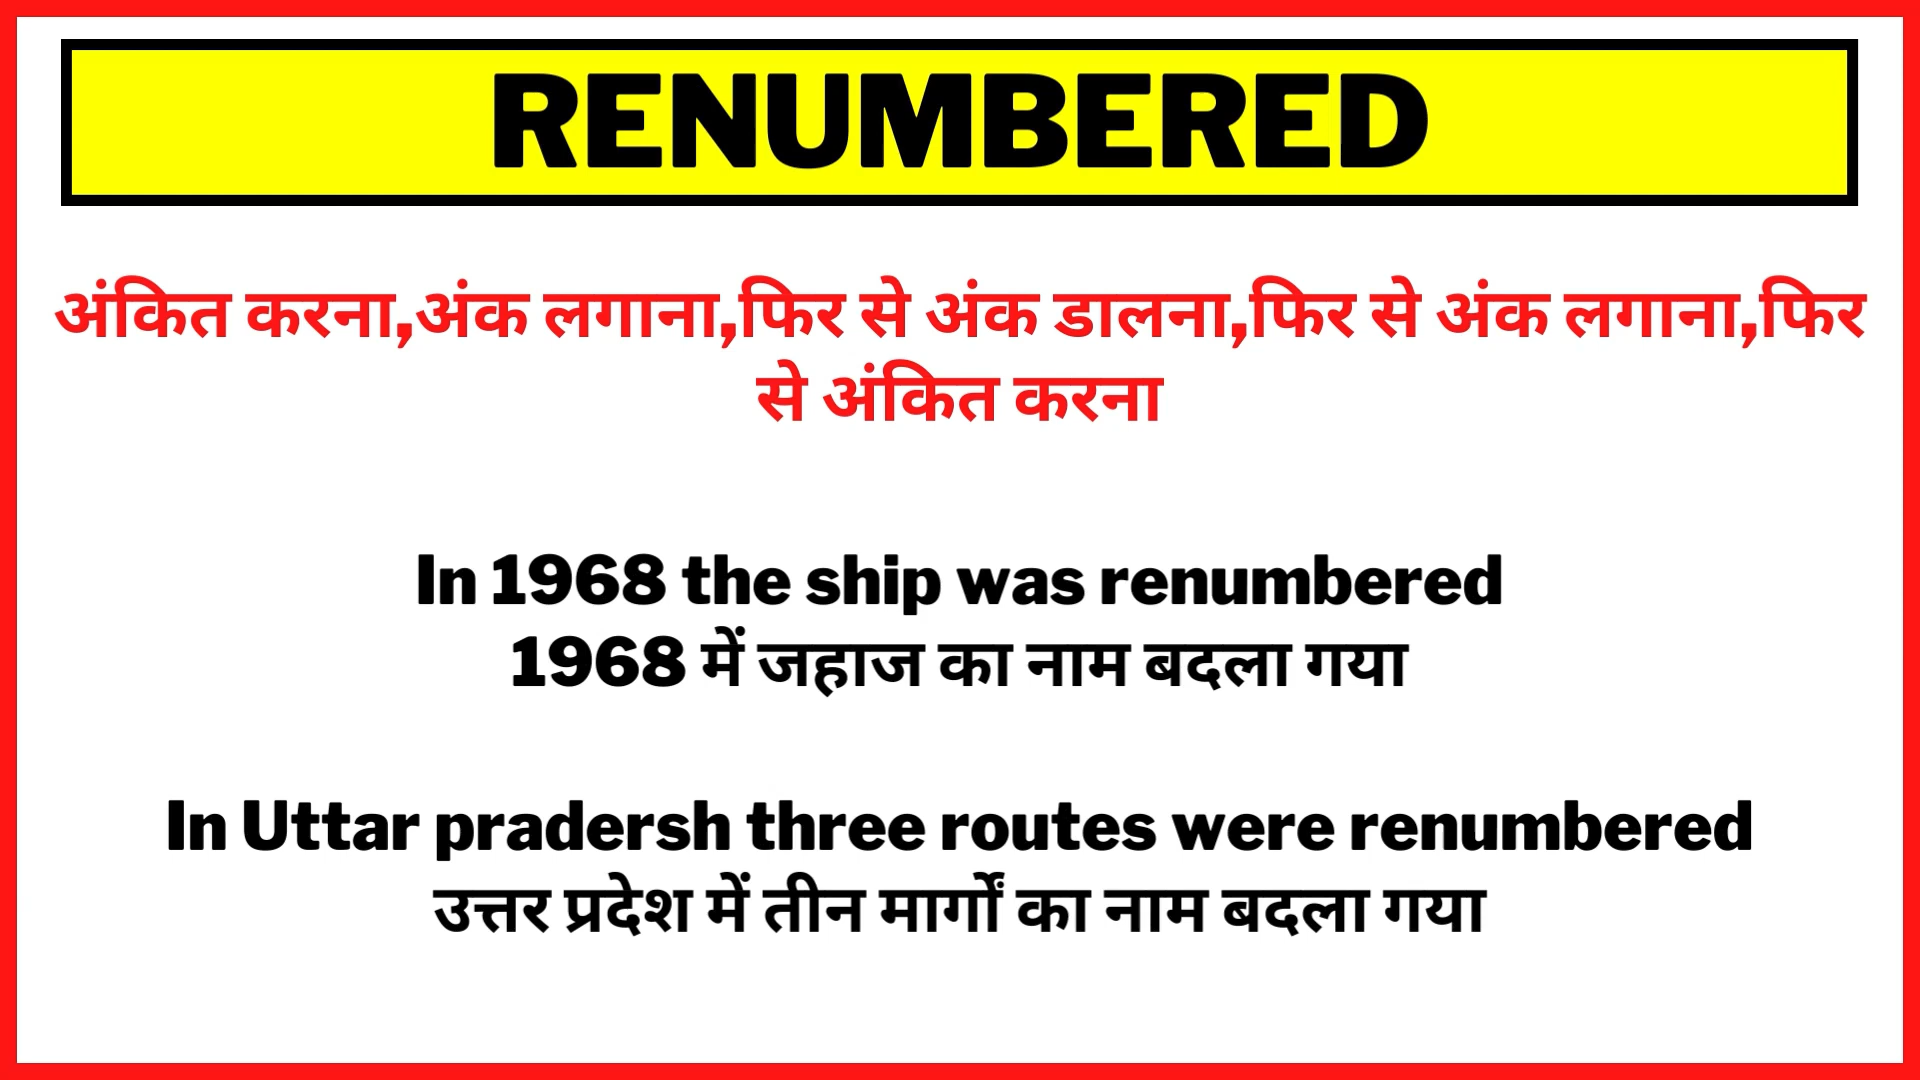 RENUMBERED
अंकित करना,अंक लगाना,फिर से अंक डालना,फिर से अंक लगाना,फिर
से अंकित करना
In 1968 the ship was renumbered
1968 में जहाज का नाम बदला गया
In Uttar pradersh three routes were renumbered
उत्तर प्रदेश में तीन मार्गों का नाम बदला गया